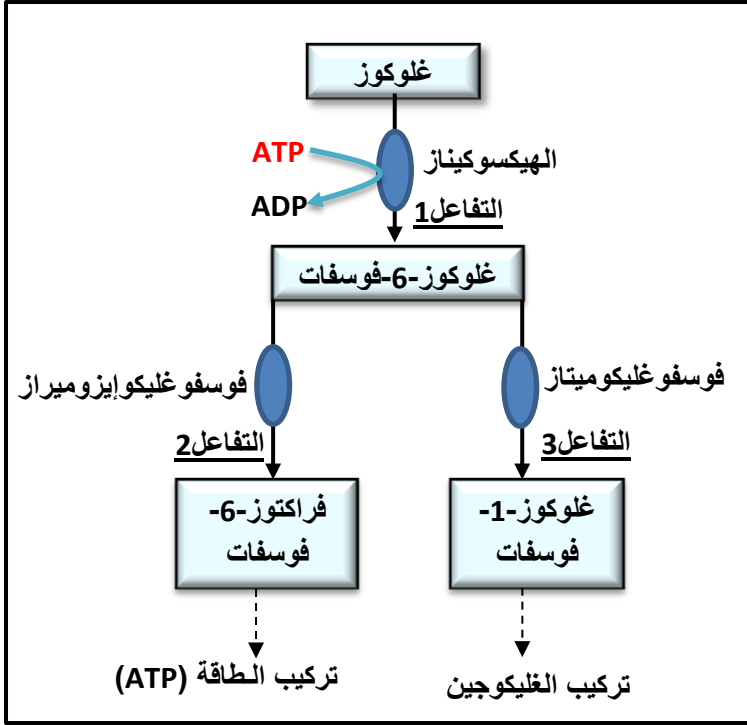 غلوكوز
ATP
الهيكسوكيناز
ADP
التفاعل1
غلوكوز-6-فوسفات
فوسفوغليكوميتاز
فوسفوغليكوإيزوميراز
التفاعل3
التفاعل2
غلوكوز-1-
فوسفات
فراكتوز-6-
فوسفات
تركيب الغليكوجين
تركيب الطاقة (ATP)